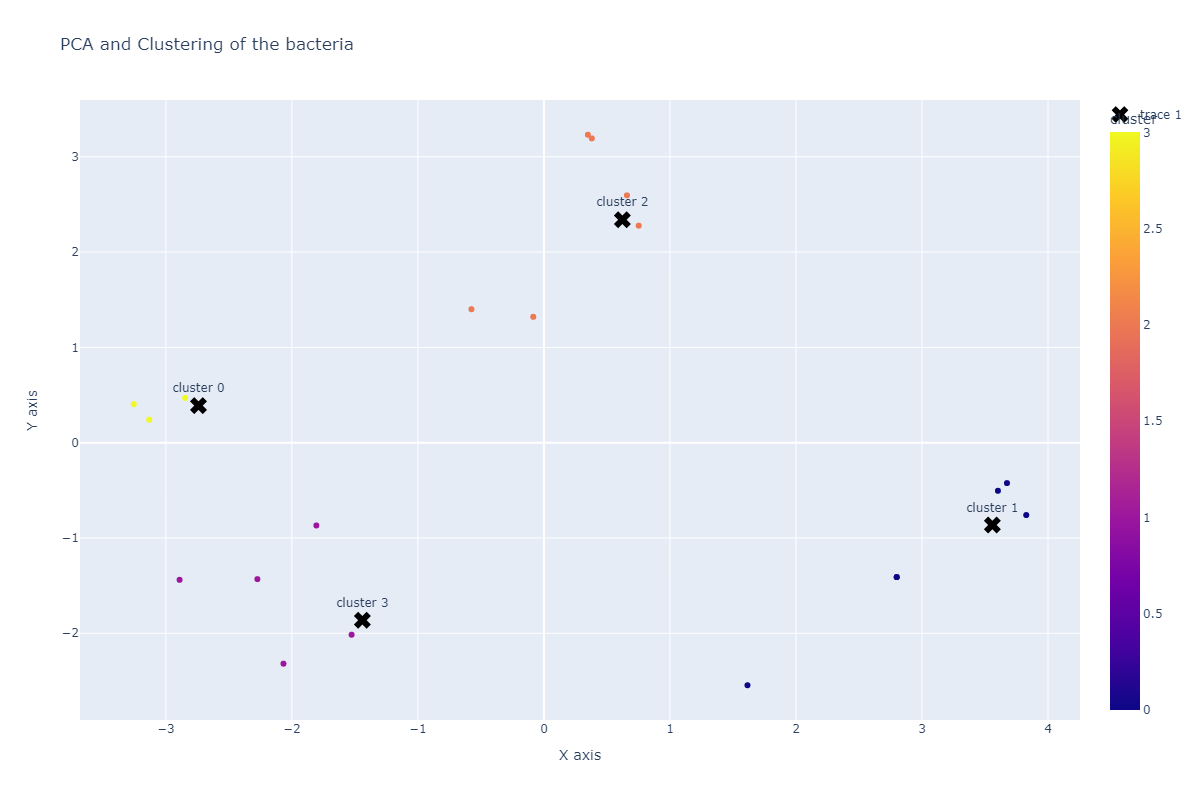 PCA and Clustering of the bacteria
trace 1
cluster
3
2.5
2
1.5
1
0.5
0
cluster 2
cluster 0
cluster 1
cluster 3
3
2
1
0
−1
−2
Y axis
−3
−2
−1
0
1
2
3
4
X axis